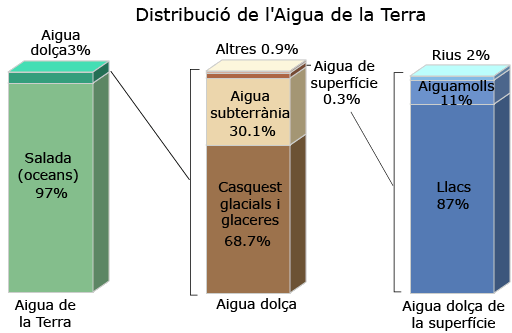 Distribució de l'Aigua de la Terra
Aigua
dolça3%
Salada
(oceans)
97%
Aigua de
la Terra
Altres 0.9%
Aigua
subterrània
30.1%
Casquest
glacials i
glaceres
68.7%
Aigua dolça
Aigua de
superfície
0.3%
Rius 2%
Aiguamolls
11%
Llacs
87%
Aigua dolça de
la superfície